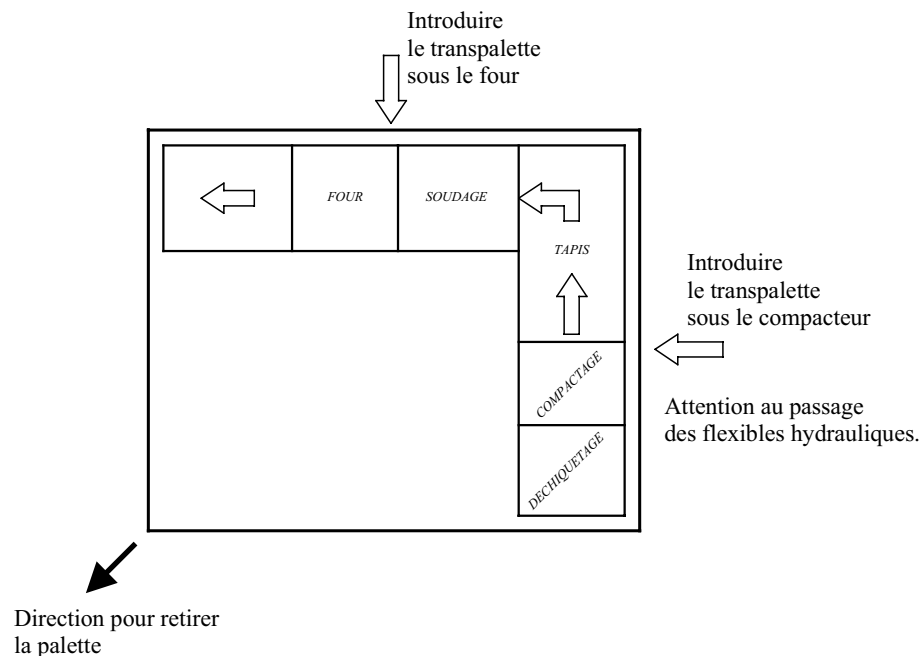 Introduire
le transpalette
sous le four
FOUR
SOUDAGE
TAPIS
Introduire
le transpalette
sous le compacteur
COMPACTAGE
Attention au passage
des flexibles hydrauliques.
DECHIQUETAGE
Direction pour retirer
la palette